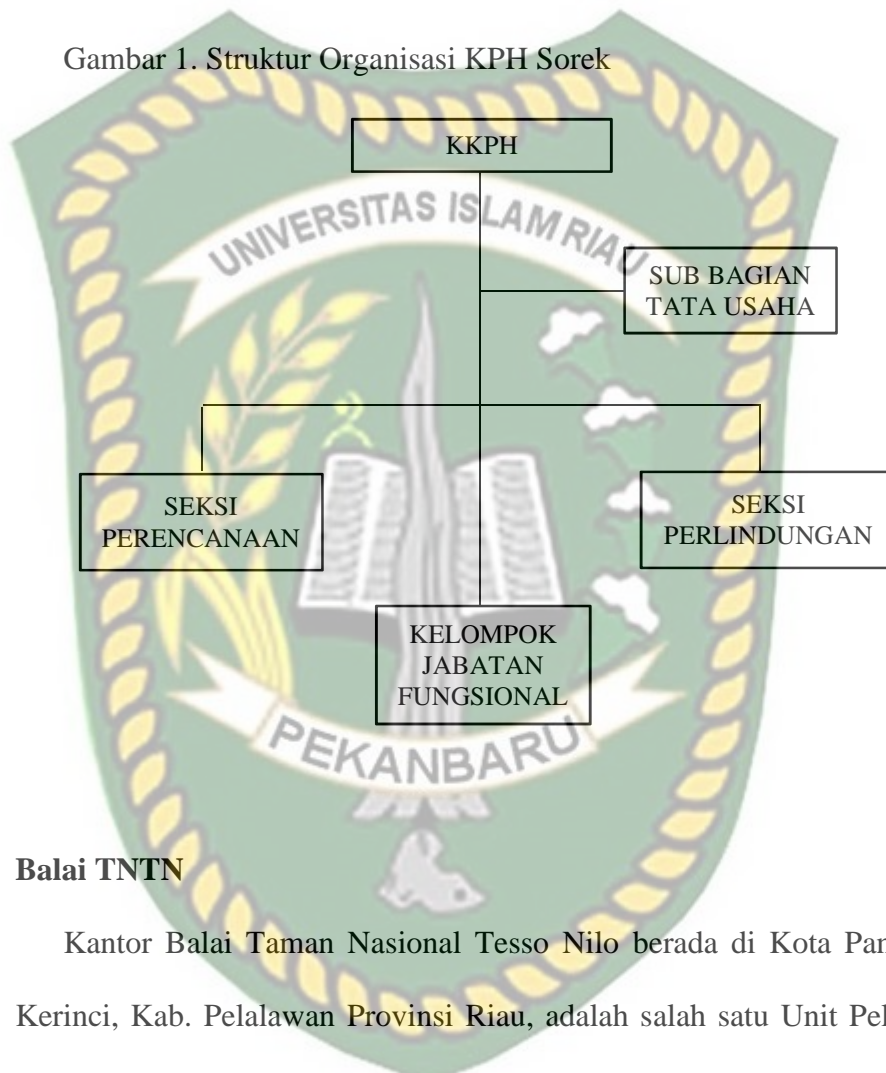 Gambar 1. Struktur Organisasi KPH Sorek
KKPH
UNIVERSITAS ISLAM RIAU
SUB BAGIAN
TATA USAHA
SEKSI
PERENCANAAN
SEKSI
PERLINDUNGAN
KELOMPOK
JABATAN
FUNGSIONAL
PEKANBARU
Balai TNTN
Kantor Balai Taman Nasional Tesso Nilo berada di Kota Pan
Kerinci, Kab. Pelalawan Provinsi Riau, adalah salah satu Unit Pel